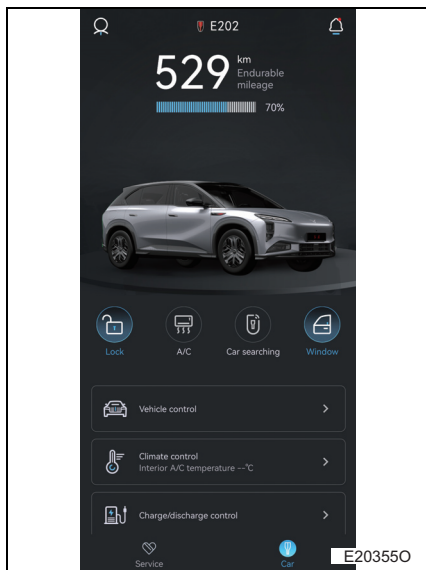 E202
529 km
Endurable
mileage
70%
Lock
A/C
Car searching
Window
Vehicle control
Climate control
Interior A/C temperature --°C
Charge/discharge control
Service
Car
E20355O